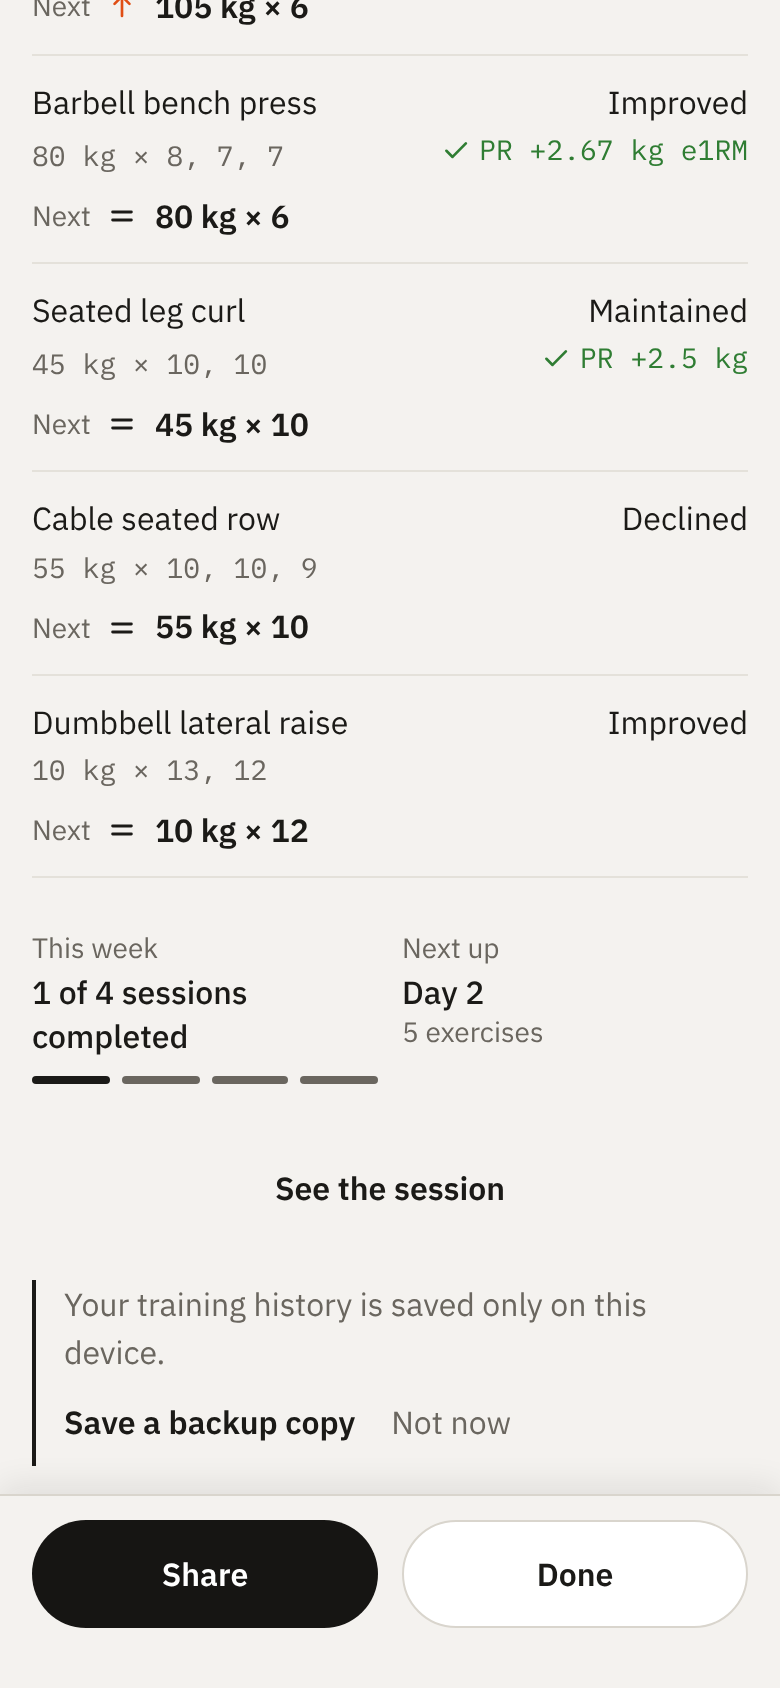 Next ↑ 105 kg × 6
Barbell bench press Improved
80 kg × 8, 7, 7 ✓ PR +2.67 kg e1RM
Next = 80 kg × 6
Seated leg curl Maintained
45 kg × 10, 10 ✓ PR +2.5 kg
Next = 45 kg × 10
Cable seated row Declined
55 kg × 10, 10, 9
Next = 55 kg × 10
Dumbbell lateral raise Improved
10 kg × 13, 12
Next = 10 kg × 12
This week
1 of 4 sessions
completed
Next up
Day 2
5 exercises
See the session
Your training history is saved only on this
device.
Save a backup copy Not now
Share Done